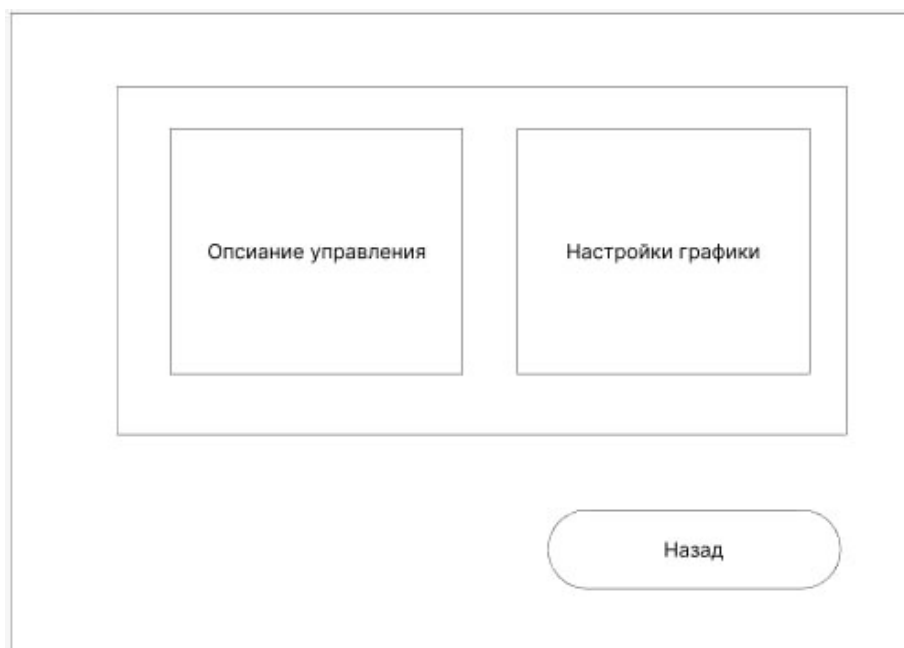 Опсиание управления
Настройки графики
Назад